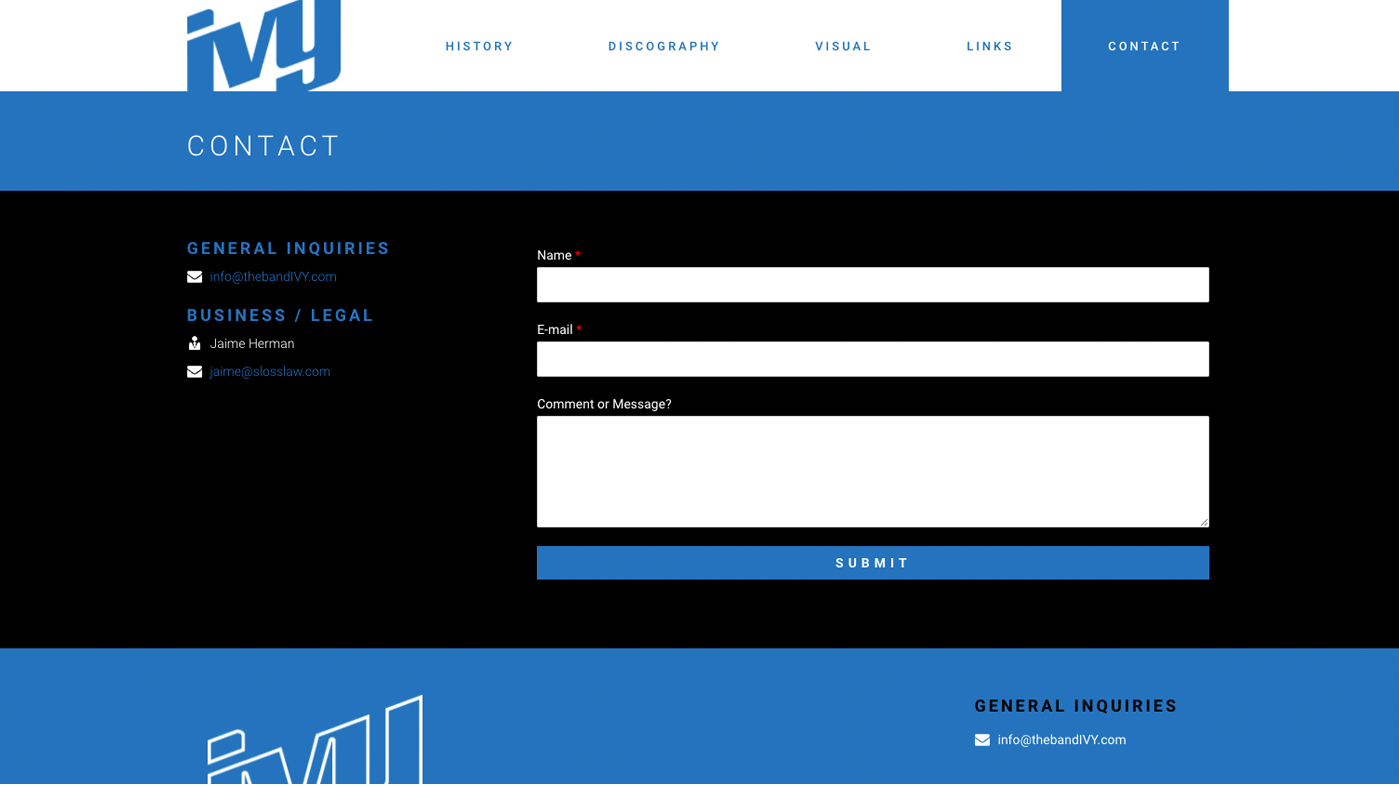 ivy
HISTORY
DISCOGRAPHY
VISUAL
LINKS
CONTACT
CONTACT
GENERAL INQUIRIES
info@thebandIVY.com
BUSINESS / LEGAL
Jaime Herman
jaime@slosslaw.com
Name *
E-mail *
Comment or Message?
SUBMIT
ivy
GENERAL INQUIRIES
info@thebandIVY.com